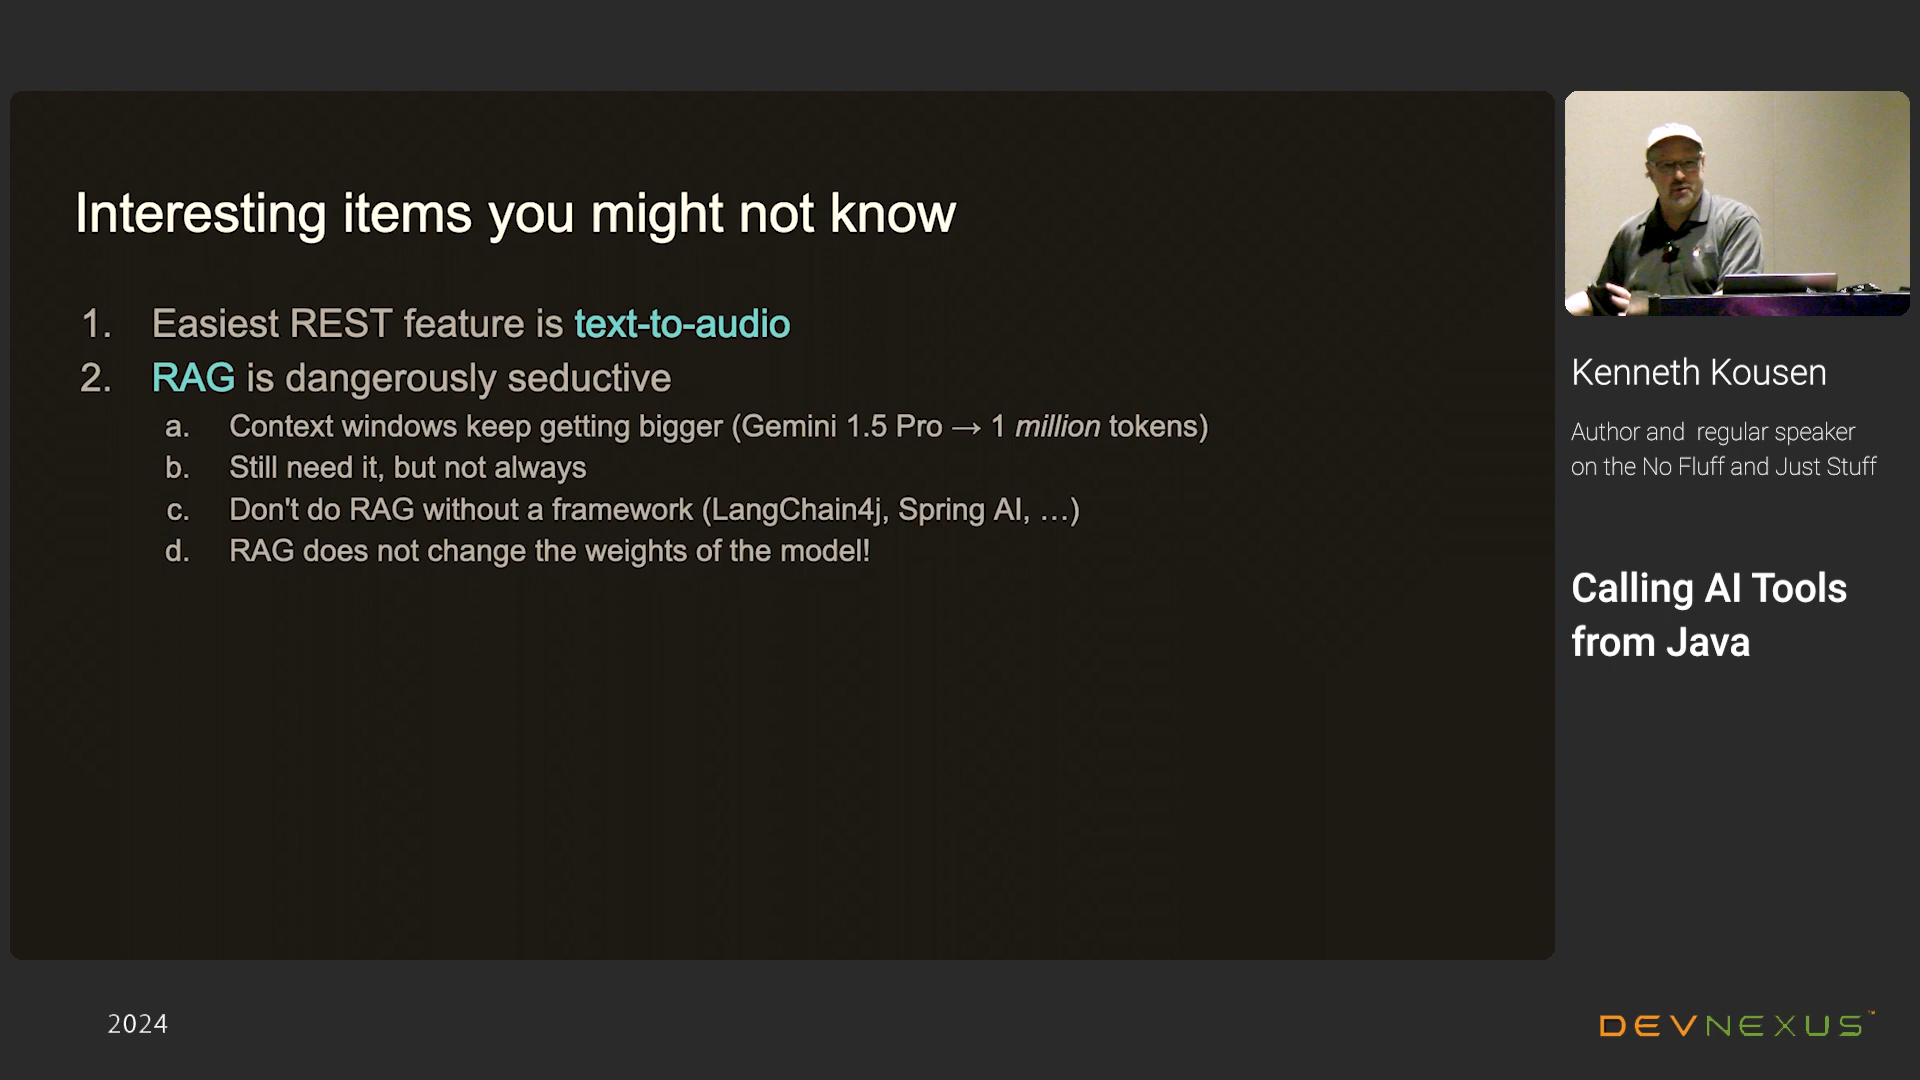 Interesting items you might not know
1. Easiest REST feature is text-to-audio
2. RAG is dangerously seductive
a. Context windows keep getting bigger (Gemini 1.5 Pro → 1 million tokens)
b. Still need it, but not always
c. Don't do RAG without a framework (LangChain4j, Spring AI, …)
d. RAG does not change the weights of the model!
Kenneth Kousen
Author and  regular speaker
on the No Fluff and Just Stuff
Calling AI Tools
from Java
2024
DEVNEXUS™